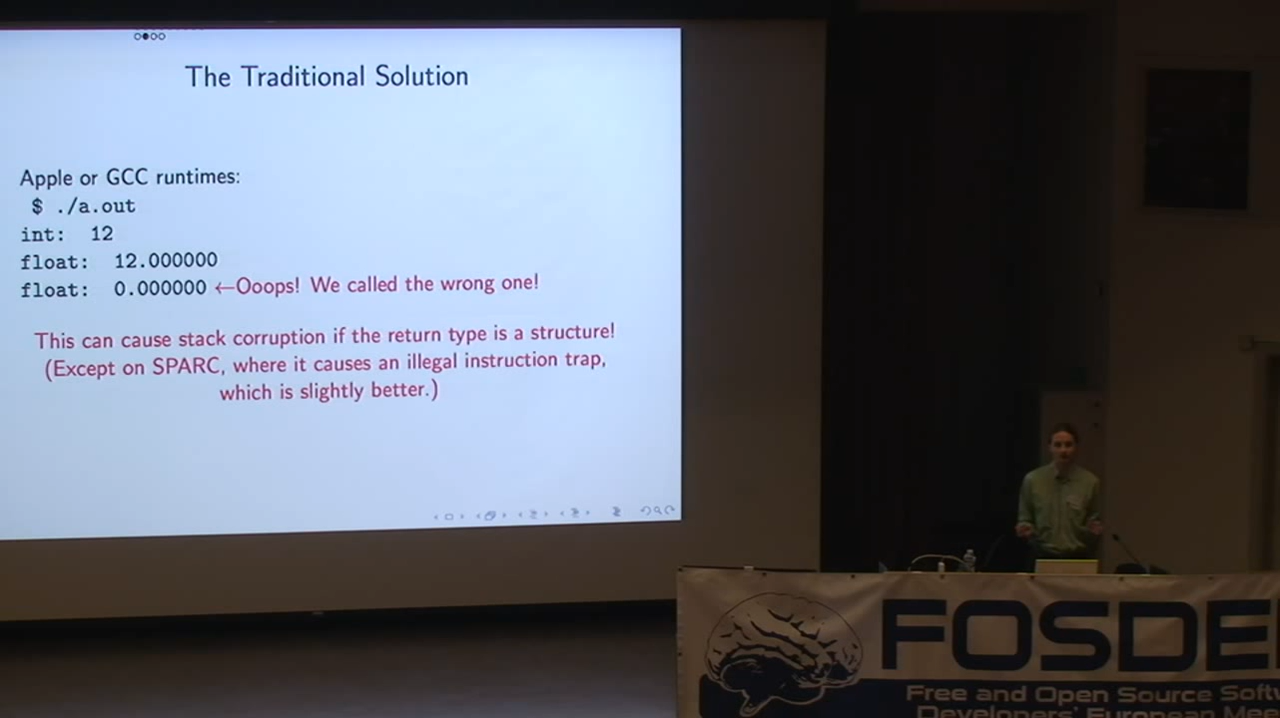 The Traditional Solution
Apple or GCC runtimes:
$ ./a.out
int: 12
float: 12.000000
float: 0.000000 ←Ooops! We called the wrong one!
This can cause stack corruption if the return type is a structure!
(Except on SPARC, where it causes an illegal instruction trap,
which is slightly better.)
FOSDE
Free and Open Source Softw
Developers' European Mee